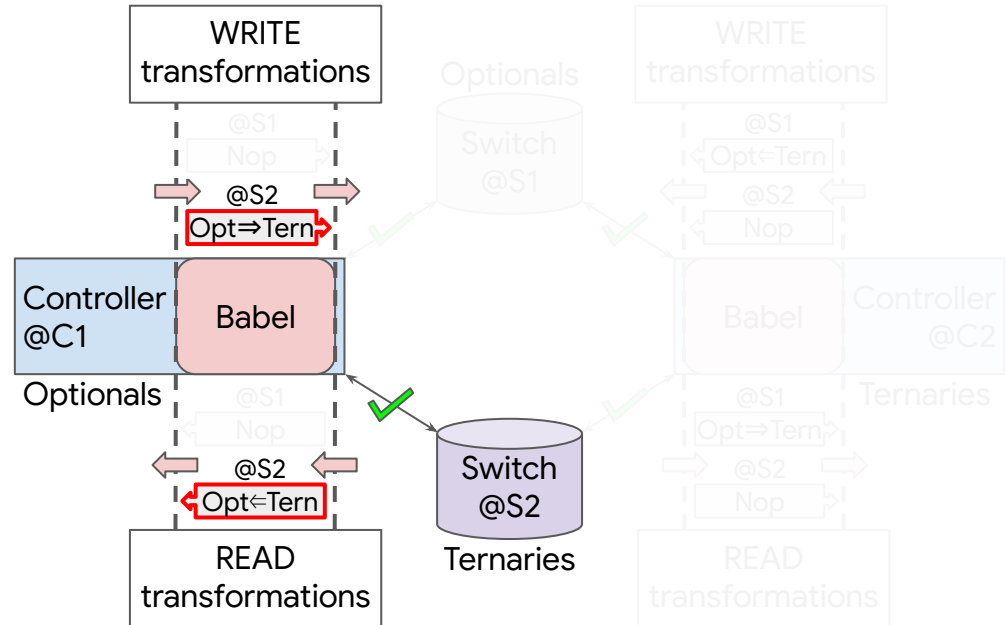 WRITE
transformations
@S1
Nop
@S2
Opt⇒Tern
Controller
@C1
Babel
Optionals
@S1
Nop
@S2
Opt⇐Tern
READ
transformations
Optionals
Switch
@S1
Switch
@S2
Ternaries
WRITE
transformations
@S1
Opt⇐Tern
@S2
Nop
Babel
Controller
@C2
Ternaries
@S1
Opt⇒Tern
@S2
Nop
READ
transformations